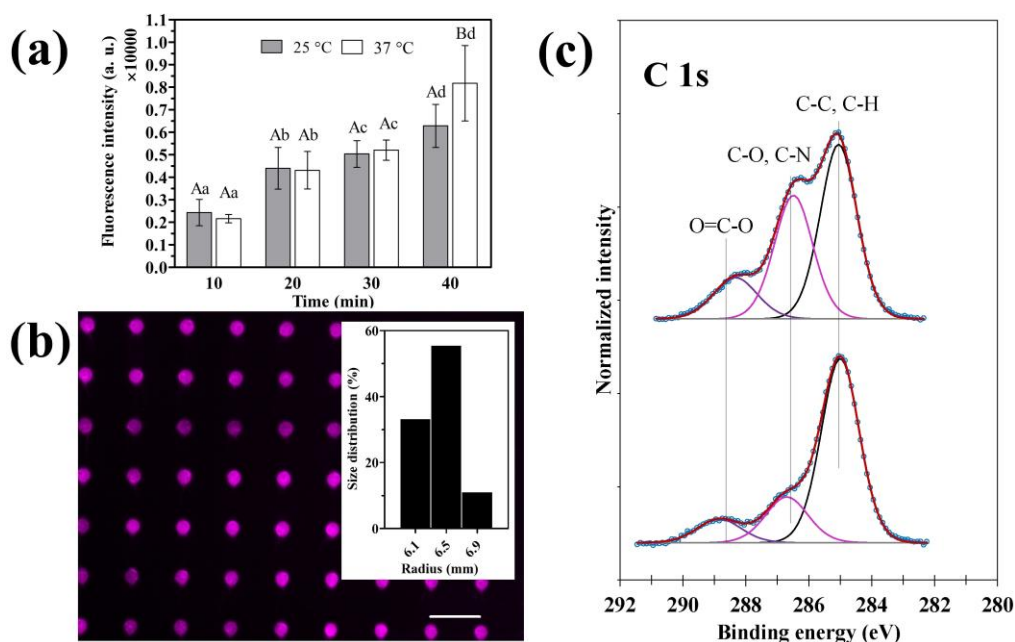 (a)
Fluorescence intensity (a. u.)
×10000
1.1
1.0
0.9
0.8
0.7
0.6
0.5
0.4
0.3
0.2
0.1
0.0
25 °C
37 °C
Aa
Aa
Ab
Ab
Ac
Ac
Ad
Bd
10
20
30
40
Time (min)
(b)
Size distribution (%)
60
40
20
0
6.1
6.5
6.9
Radius (mm)
(c)
C 1s
C-C, C-H
C-O, C-N
O=C-O
Normalized intensity
292
290
288
286
284
282
280
Binding energy (eV)